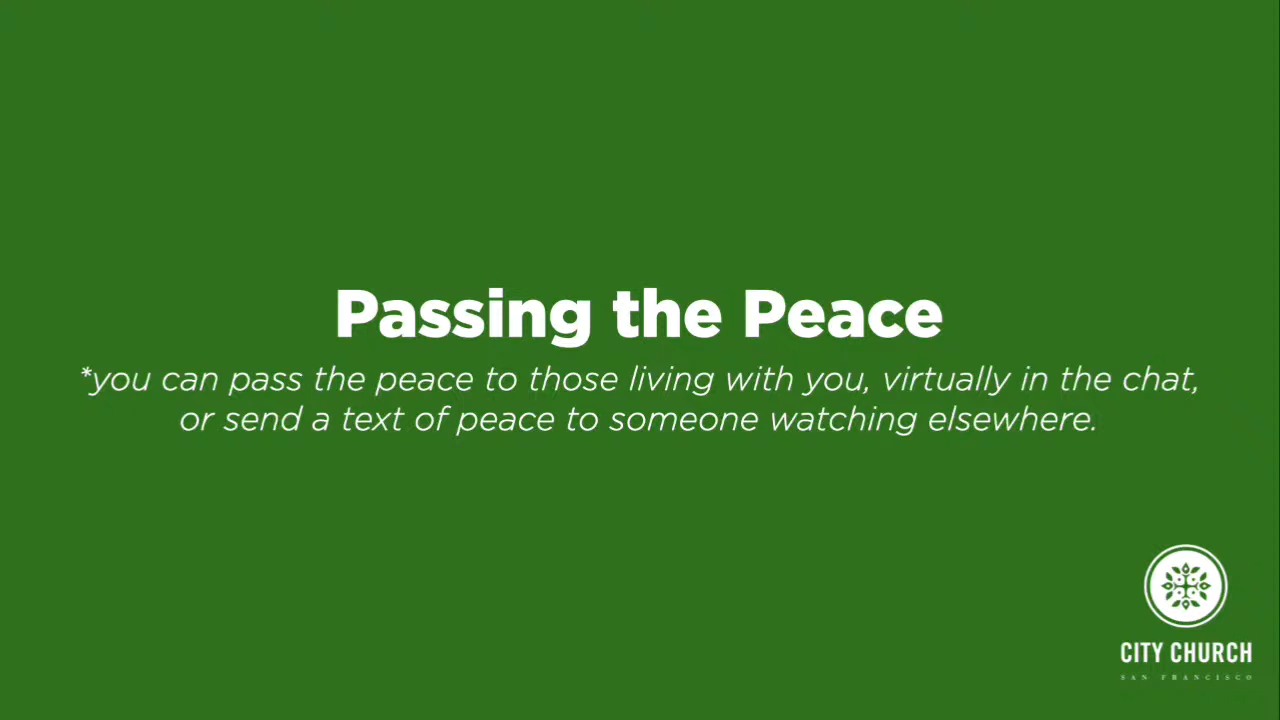 Passing the Peace
*you can pass the peace to those living with you, virtually in the chat,
or send a text of peace to someone watching elsewhere.
CITY CHURCH
SAN FRANCISCO